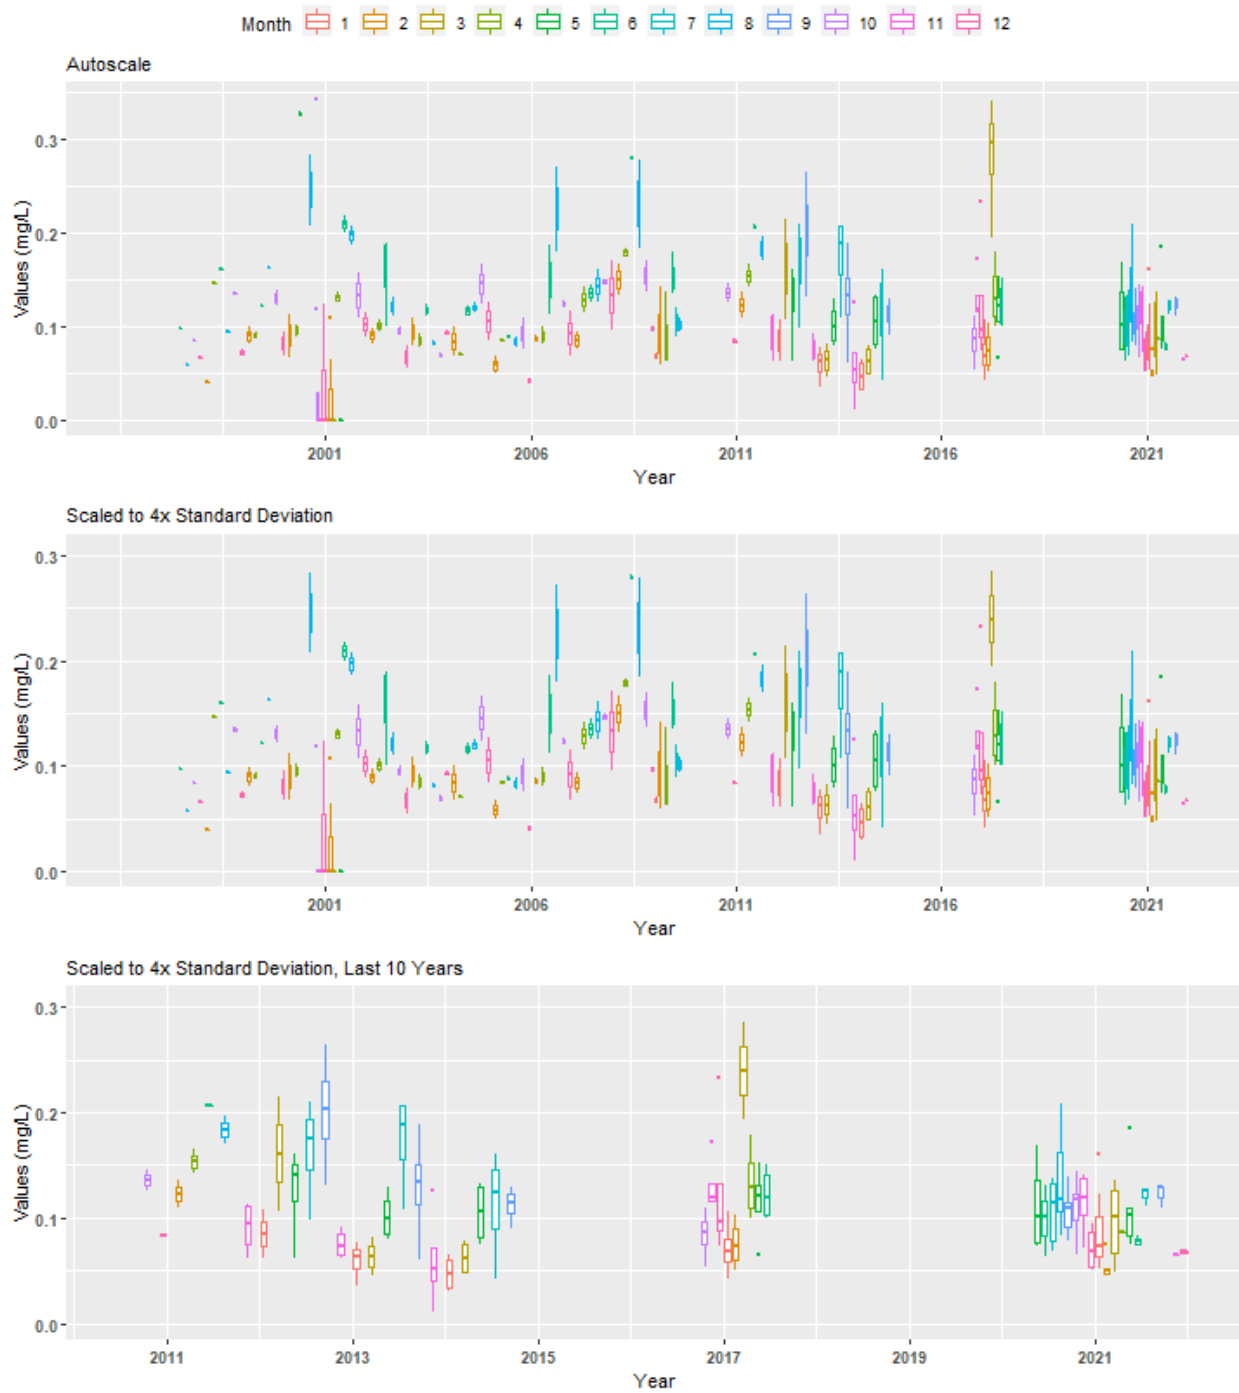 Month 1 2 3 4 5 6 7 8 9 10 11 12
Autoscale
0.3
0.2
0.1
0.0
Values (mg/L)
2001 2006 2011 2016 2021
Year
Scaled to 4x Standard Deviation
0.3
0.2
0.1
0.0
Values (mg/L)
2001 2006 2011 2016 2021
Year
Scaled to 4x Standard Deviation, Last 10 Years
0.3
0.2
0.1
0.0
Values (mg/L)
2011 2013 2015 2017 2019 2021
Year